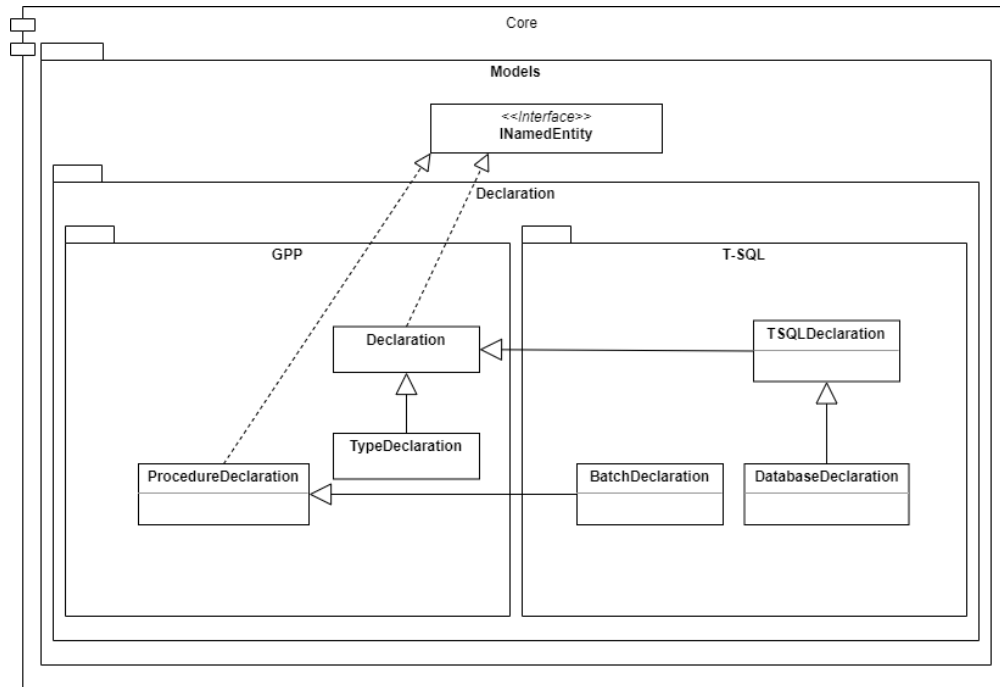 Core
Models
<<Interface>>
INamedEntity
Declaration
GPP
T-SQL
Declaration
TSQLDeclaration
TypeDeclaration
ProcedureDeclaration
BatchDeclaration
DatabaseDeclaration